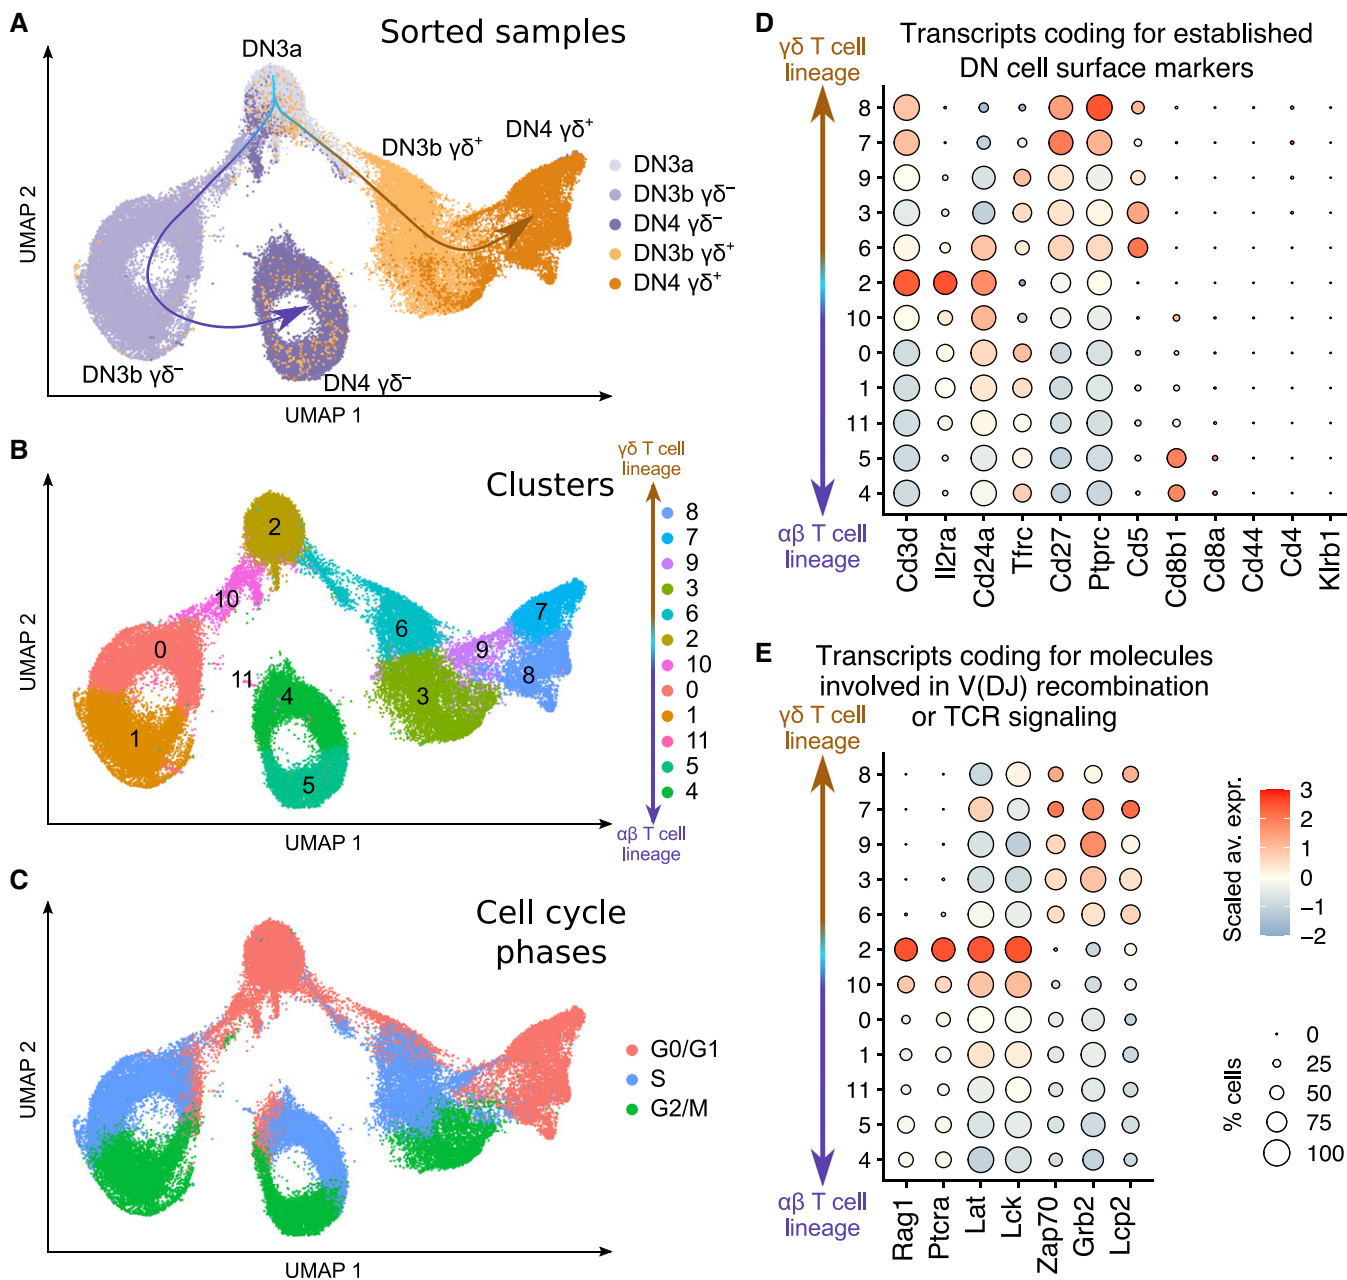 A
Sorted samples
DN3a
DN4 γδ+
DN3b γδ+
DN3a
DN3b γδ–
DN4 γδ–
DN3b γδ+
DN4 γδ+
DN3b γδ–
DN4 γδ–
UMAP 2
UMAP 1
B
Clusters
γδ T cell
lineage
8
7
9
3
6
2
10
0
1
11
5
4
αβ T cell
lineage
2
10
0
1
11
4
5
6
3
9
7
8
UMAP 2
UMAP 1
C
Cell cycle
phases
G0/G1
S
G2/M
UMAP 2
UMAP 1
D
Transcripts coding for established
DN cell surface markers
γδ T cell
lineage
8
7
9
3
6
2
10
0
1
11
5
4
αβ T cell
lineage
Cd3d
Il2ra
Cd24a
Tfrc
Cd27
Ptprc
Cd5
Cd8b1
Cd8a
Cd44
Cd4
Klrb1
E
Transcripts coding for molecules
involved in V(DJ) recombination
or TCR signaling
γδ T cell
lineage
8
7
9
3
6
2
10
0
1
11
5
4
αβ T cell
lineage
Rag1
Ptcra
Lat
Lck
Zap70
Grb2
Lcp2
Scaled av. expr.
3
2
1
0
−1
−2
% cells
0
25
50
75
100